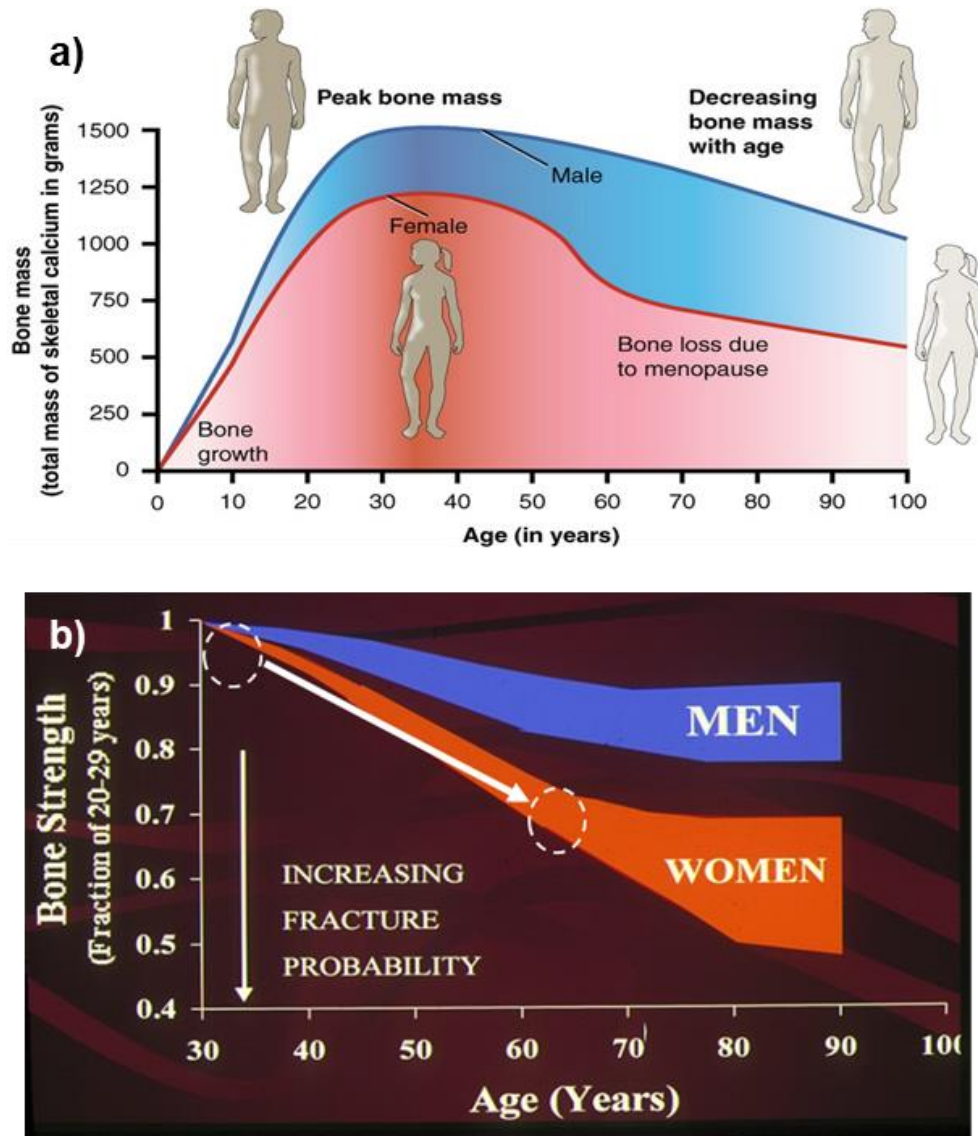 a)
Peak bone mass
Decreasing
bone mass
with age
Bone mass
(total mass of skeletal calcium in grams)
1500
1250
1000
750
500
250
0
Male
Female
Bone loss due
to menopause
Bone
growth
0 10 20 30 40 50 60 70 80 90 100
Age (in years)
b)
Bone Strength
(Fraction of 20-29 years)
1
0.9
0.8
0.7
0.6
0.5
0.4
MEN
WOMEN
INCREASING
FRACTURE
PROBABILITY
30 40 50 60 70 80 90 100
Age (Years)